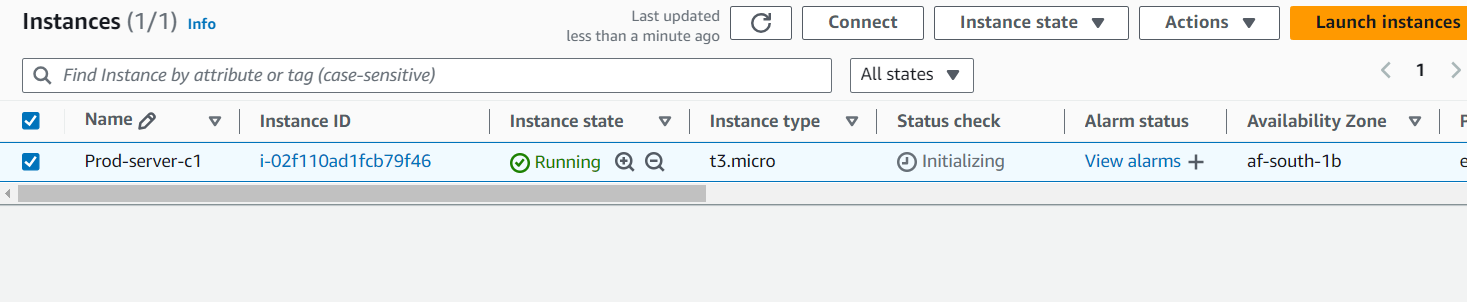 Instances (1/1) Info
Last updated
less than a minute ago
Connect
Instance state
Actions
Launch instances
Find Instance by attribute or tag (case-sensitive)
All states
1
Name Instance ID Instance state Instance type Status check Alarm status Availability Zone P
Prod-server-c1 i-02f110ad1fcb79f46 Running t3.micro Initializing View alarms + af-south-1b e